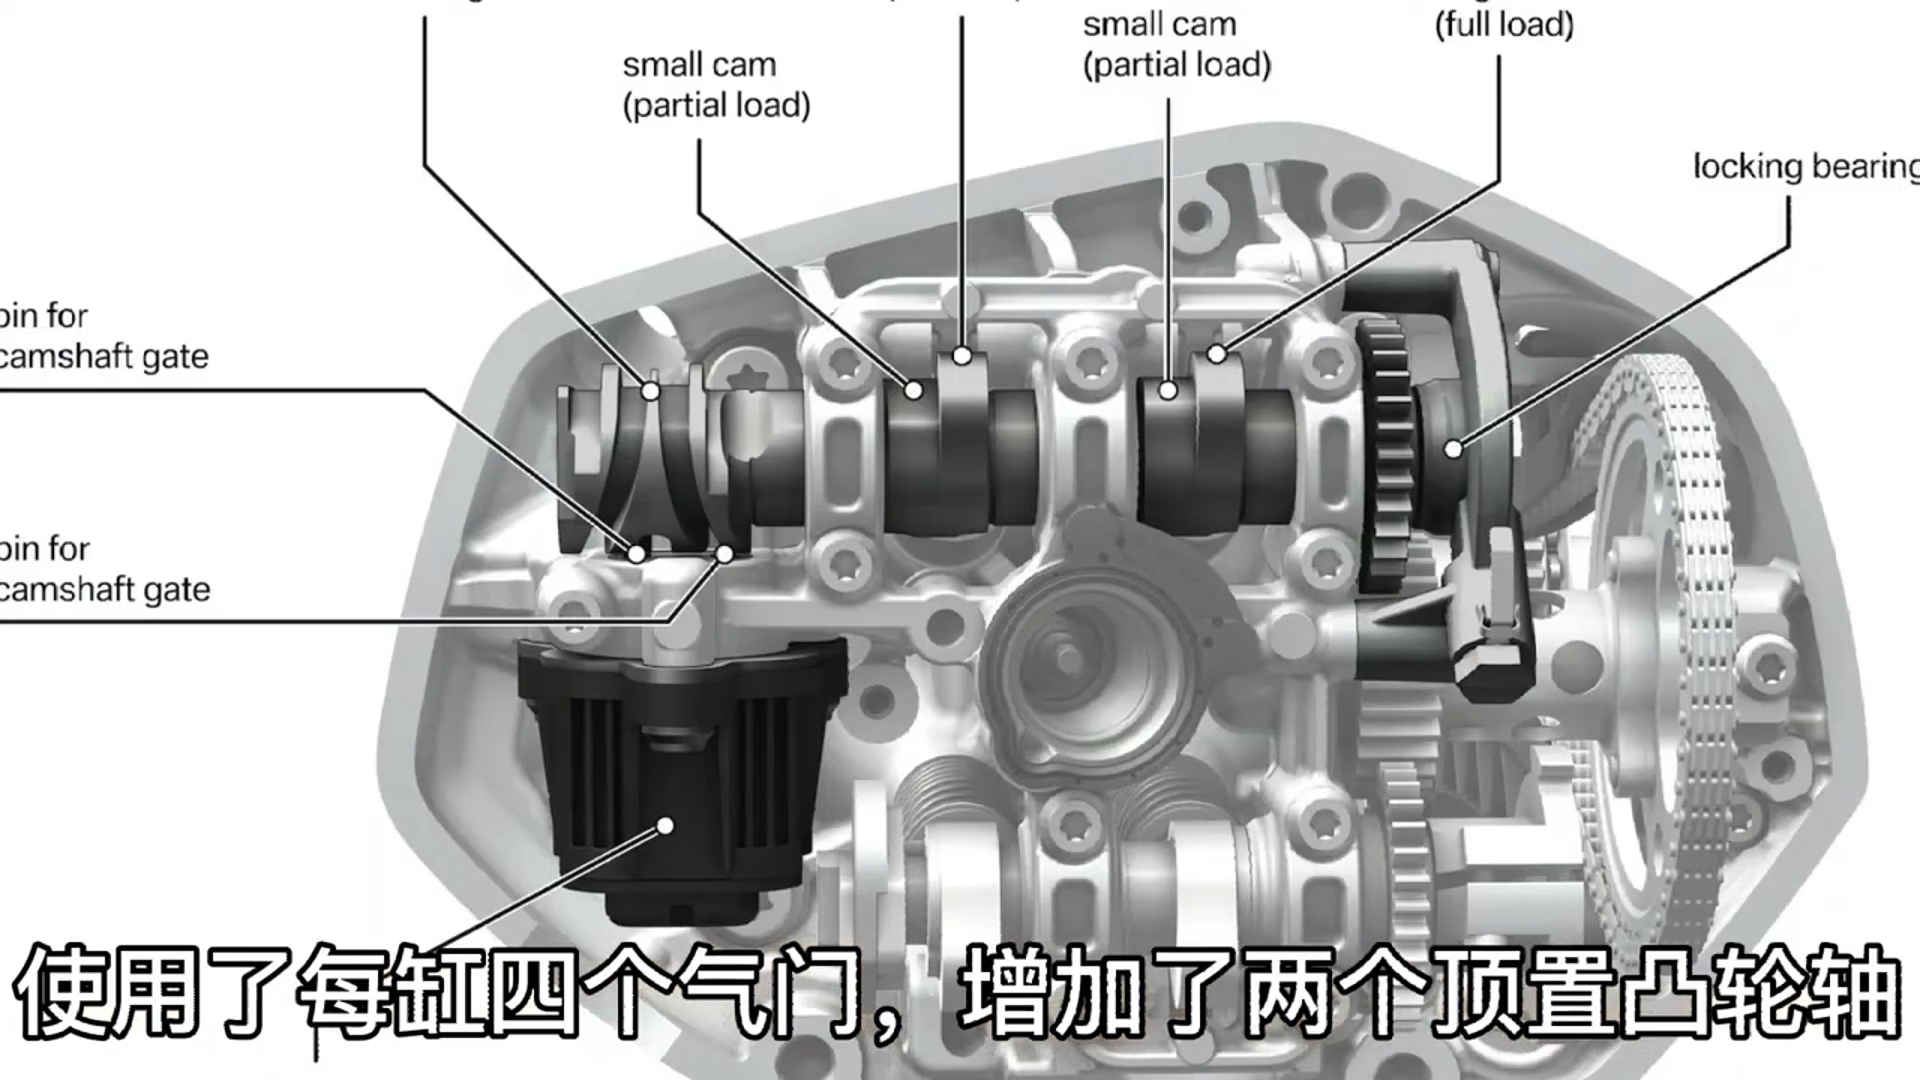 small cam
(partial load)
small cam
(partial load)
(full load)
locking bearing
pin for
camshaft gate
pin for
camshaft gate
使用了每缸四个气门，增加了两个顶置凸轮轴